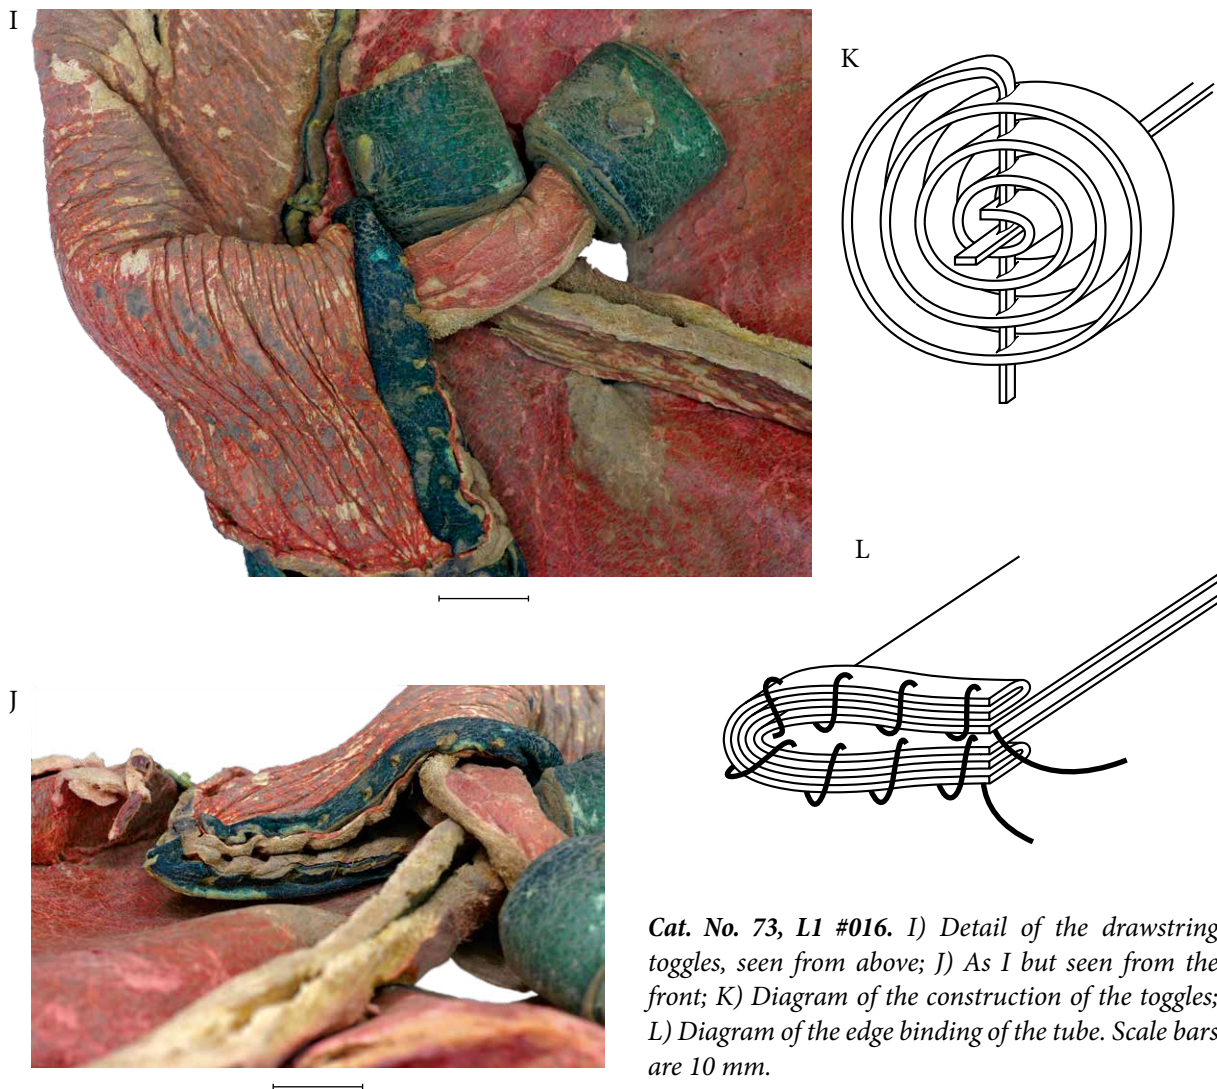 I
K
L
J
Cat. No. 73, L1 #016. I) Detail of the drawstring
toggles, seen from above; J) As I but seen from the
front; K) Diagram of the construction of the toggles;
L) Diagram of the edge binding of the tube. Scale bars
are 10 mm.